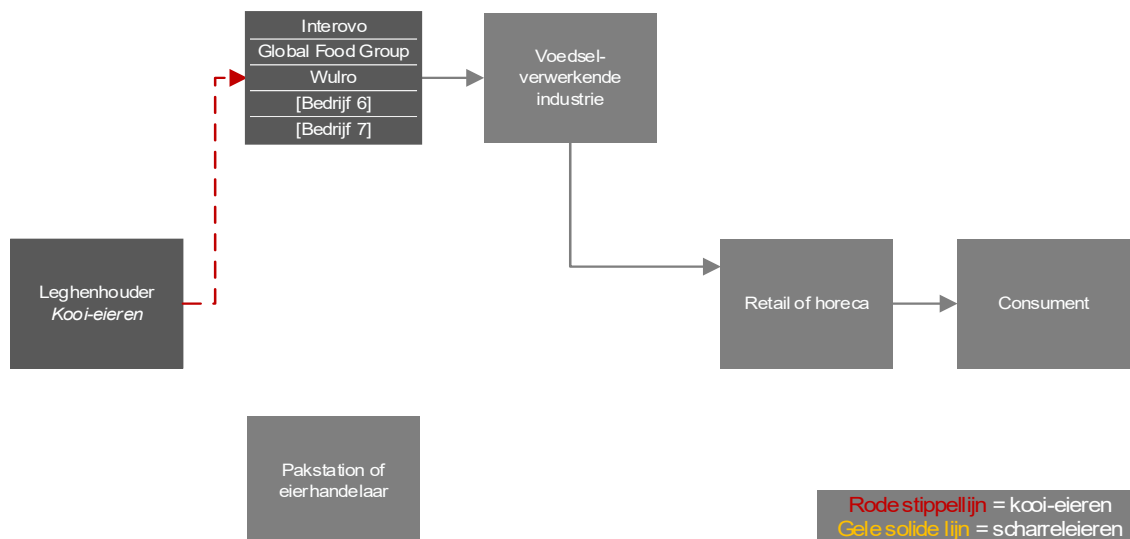 Interovo
Global Food Group
Wulro
[Bedrijf 6]
[Bedrijf 7]
Voedsel-
verwerkende
industrie
Leghenhouder
Kooi-eieren
Retail of horeca
Consument
Pakstation of
eierhandelaar
Rode stippellijn = kooi-eieren
Gele solide lijn = scharreleieren